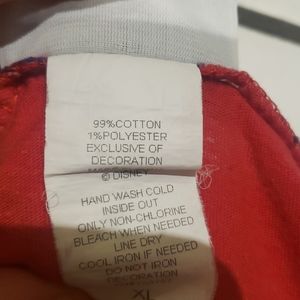 99%COTTON
1%POLYESTER
EXCLUSIVE OF
DECORATION
© DISNEY
HAND WASH COLD
INSIDE OUT
ONLY NON-CHLORINE
BLEACH WHEN NEEDED
LINE DRY
COOL IRON IF NEEDED
DO NOT IRON
DECORATION